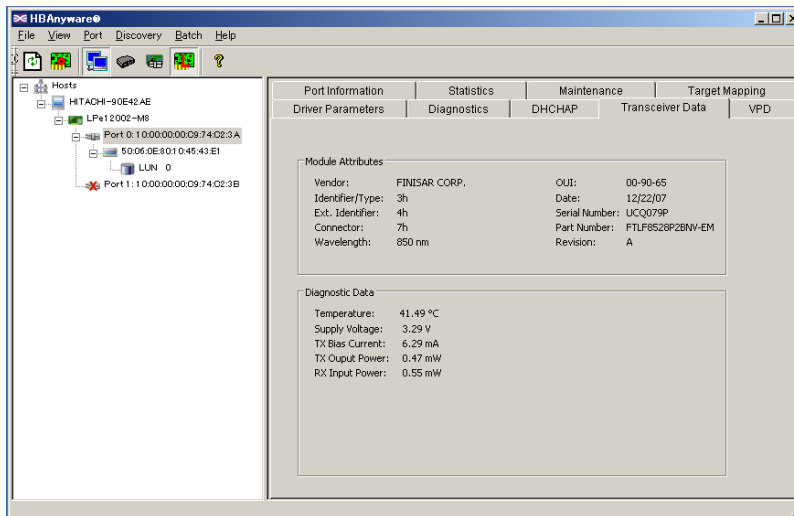 HBAnyware®
File View Port Discovery Batch Help
Hosts
HITACHI-90E42AE
LPe12002-M8
Port 0: 10:00:00:00:C9:74:C2:3A
50:06:0E:80:10:45:43:E1
LUN 0
Port 1: 10:00:00:00:C9:74:C2:3B
Port Information Statistics Maintenance Target Mapping
Driver Parameters Diagnostics DHCHAP Transceiver Data VPD
Module Attributes
Vendor: FINISAR CORP. OUI: 00-90-65
Identifier/Type: 3h Date: 12/22/07
Ext. Identifier: 4h Serial Number: UCQ079P
Connector: 7h Part Number: FTLF8528P2BNV-EM
Wavelength: 850 nm Revision: A
Diagnostic Data
Temperature: 41.49 °C
Supply Voltage: 3.29 V
TX Bias Current: 6.29 mA
TX Ouput Power: 0.47 mW
RX Input Power: 0.55 mW